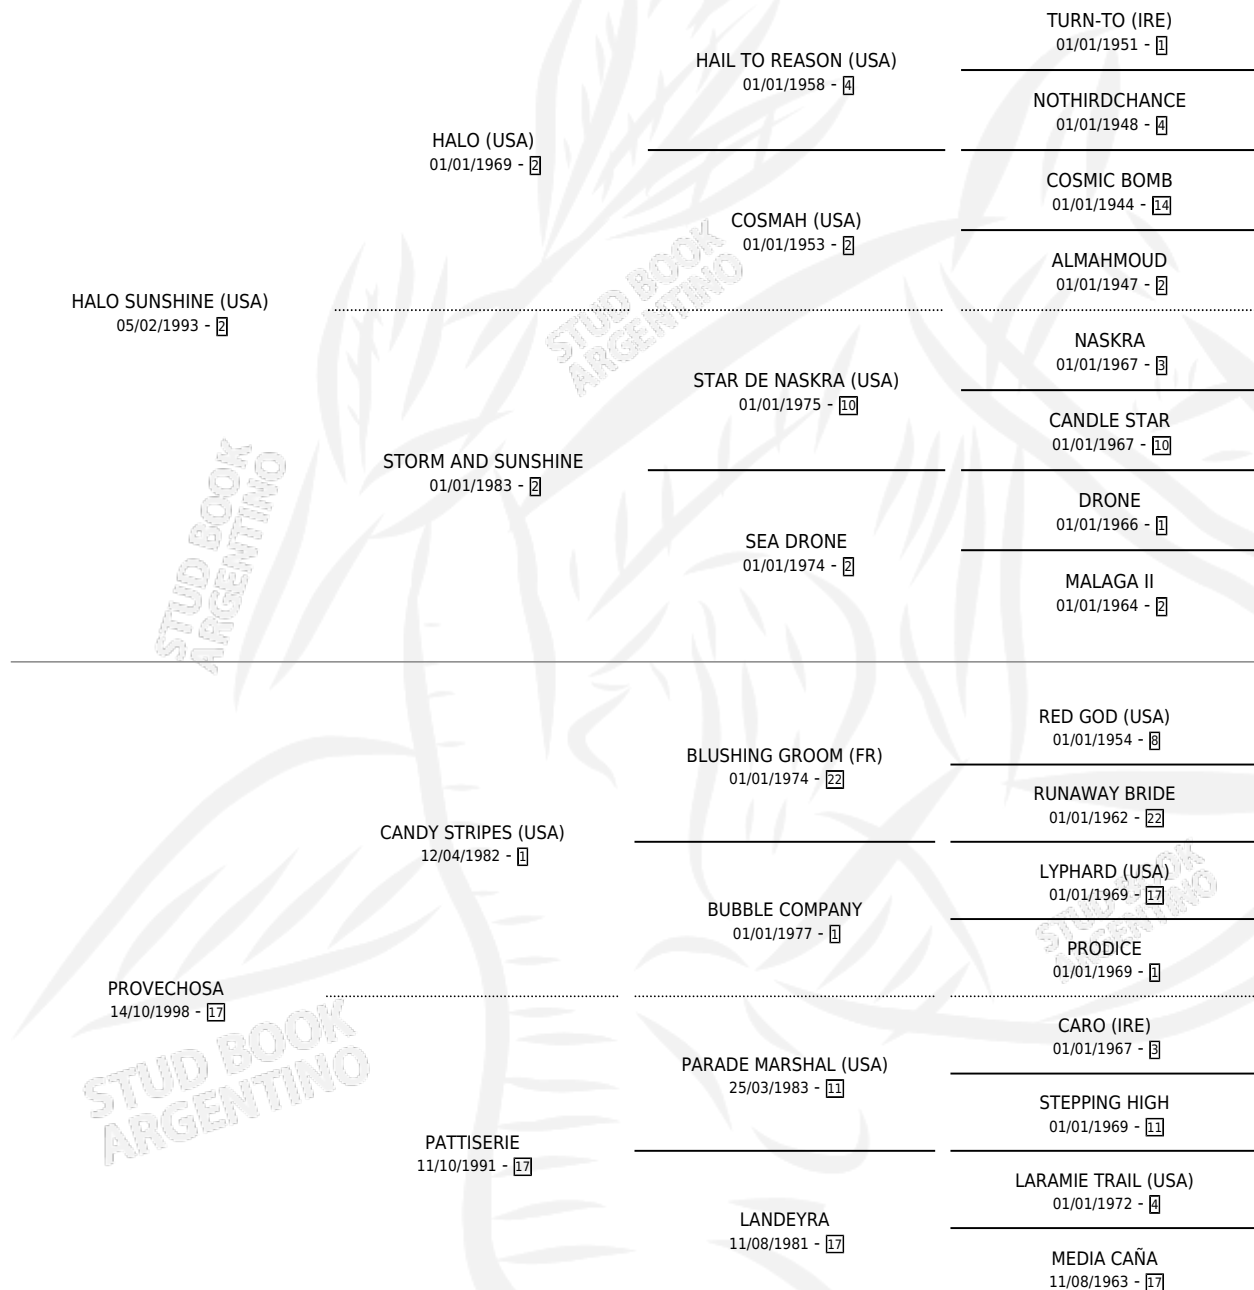 TURN-TO (IRE)
01/01/1951 - 1
HAIL TO REASON (USA)
01/01/1958 - 4
NOTHIRDCHANCE
01/01/1948 - 4
HALO (USA)
01/01/1969 - 2
COSMIC BOMB
01/01/1944 - 14
COSMAH (USA)
01/01/1953 - 2
ALMAHMOUD
01/01/1947 - 2
HALO SUNSHINE (USA)
05/02/1993 - 2
STUD BOOK
ARGENTINO
NASKRA
01/01/1967 - 3
STAR DE NASKRA (USA)
01/01/1975 - 10
CANDLE STAR
01/01/1967 - 10
STORM AND SUNSHINE
01/01/1983 - 2
DRONE
01/01/1966 - 1
SEA DRONE
01/01/1974 - 2
MALAGA II
01/01/1964 - 2
STUD BOOK
ARGENTINO
RED GOD (USA)
01/01/1954 - 8
BLUSHING GROOM (FR)
01/01/1974 - 22
RUNAWAY BRIDE
01/01/1962 - 22
CANDY STRIPES (USA)
12/04/1982 - 1
LYPHARD (USA)
01/01/1969 - 17
BUBBLE COMPANY
01/01/1977 - 1
STUD BOOK
ARGENTINO
PRODICE
01/01/1969 - 1
PROVECHOSA
14/10/1998 - 17
STUD BOOK
ARGENTINO
CARO (IRE)
01/01/1967 - 3
PARADE MARSHAL (USA)
25/03/1983 - 11
STEPPING HIGH
01/01/1969 - 11
PATTISERIE
11/10/1991 - 17
LARAMIE TRAIL (USA)
01/01/1972 - 4
LANDEYRA
11/08/1981 - 17
MEDIA CAÑA
11/08/1963 - 17